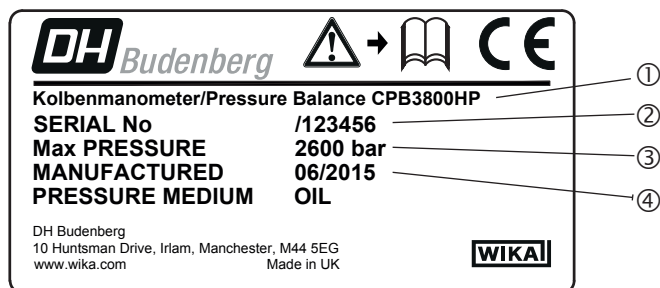 DH Budenberg CE
Kolbenmanometer/Pressure Balance CPB3800HP ①
SERIAL No /123456 ②
Max PRESSURE 2600 bar ③
MANUFACTURED 06/2015 ④
PRESSURE MEDIUM OIL
DH Budenberg
10 Huntsman Drive, Irlam, Manchester, M44 5EG
www.wika.com Made in UK
WIKAI